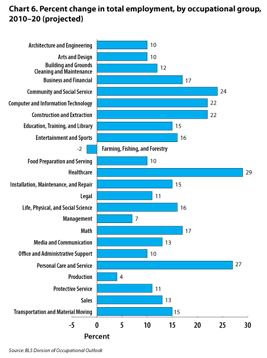 Chart 6. Percent change in total employment, by occupational group,
2010–20 (projected)
Architecture and Engineering 10
Arts and Design 10
Building and Grounds
Cleaning and Maintenance 12
Business and Financial 17
Community and Social Service 24
Computer and Information Technology 22
Construction and Extraction 22
Education, Training, and Library 15
Entertainment and Sports 16
-2 Farming, Fishing, and Forestry
Food Preparation and Serving 10
Healthcare 29
Installation, Maintenance, and Repair 15
Legal 11
Life, Physical, and Social Science 16
Management 7
Math 17
Media and Communication 13
Office and Administrative Support 10
Personal Care and Service 27
Production 4
Protective Service 11
Sales 13
Transportation and Material Moving 15
-5 0 5 10 15 20 25 30
Percent
Source: BLS Division of Occupational Outlook